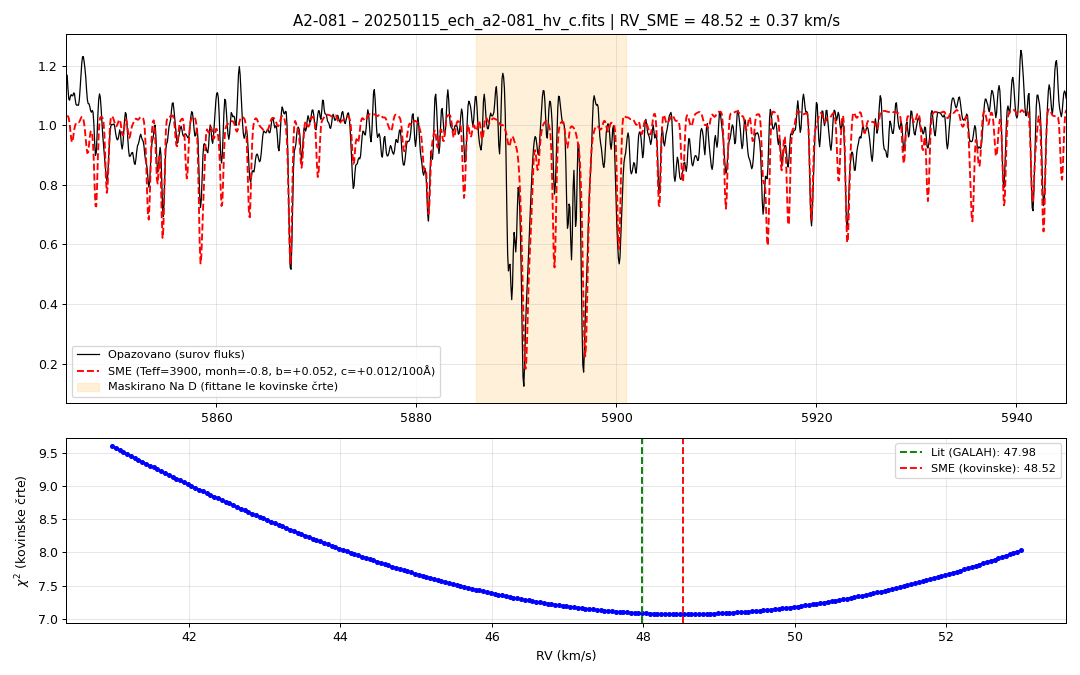 A2-081 – 20250115_ech_a2-081_hv_c.fits | RV_SME = 48.52 ± 0.37 km/s
1.2
1.0
0.8
0.6
0.4
0.2
Opazovano (surov fluks)
SME (Teff=3900, monh=-0.8, b=+0.052, c=+0.012/100Å)
Maskirano Na D (fittane le kovinske črte)
5860 5880 5900 5920 5940
9.5
9.0
8.5
8.0
7.5
7.0
χ² (kovinske črte)
Lit (GALAH): 47.98
SME (kovinske): 48.52
42 44 46 48 50 52
RV (km/s)